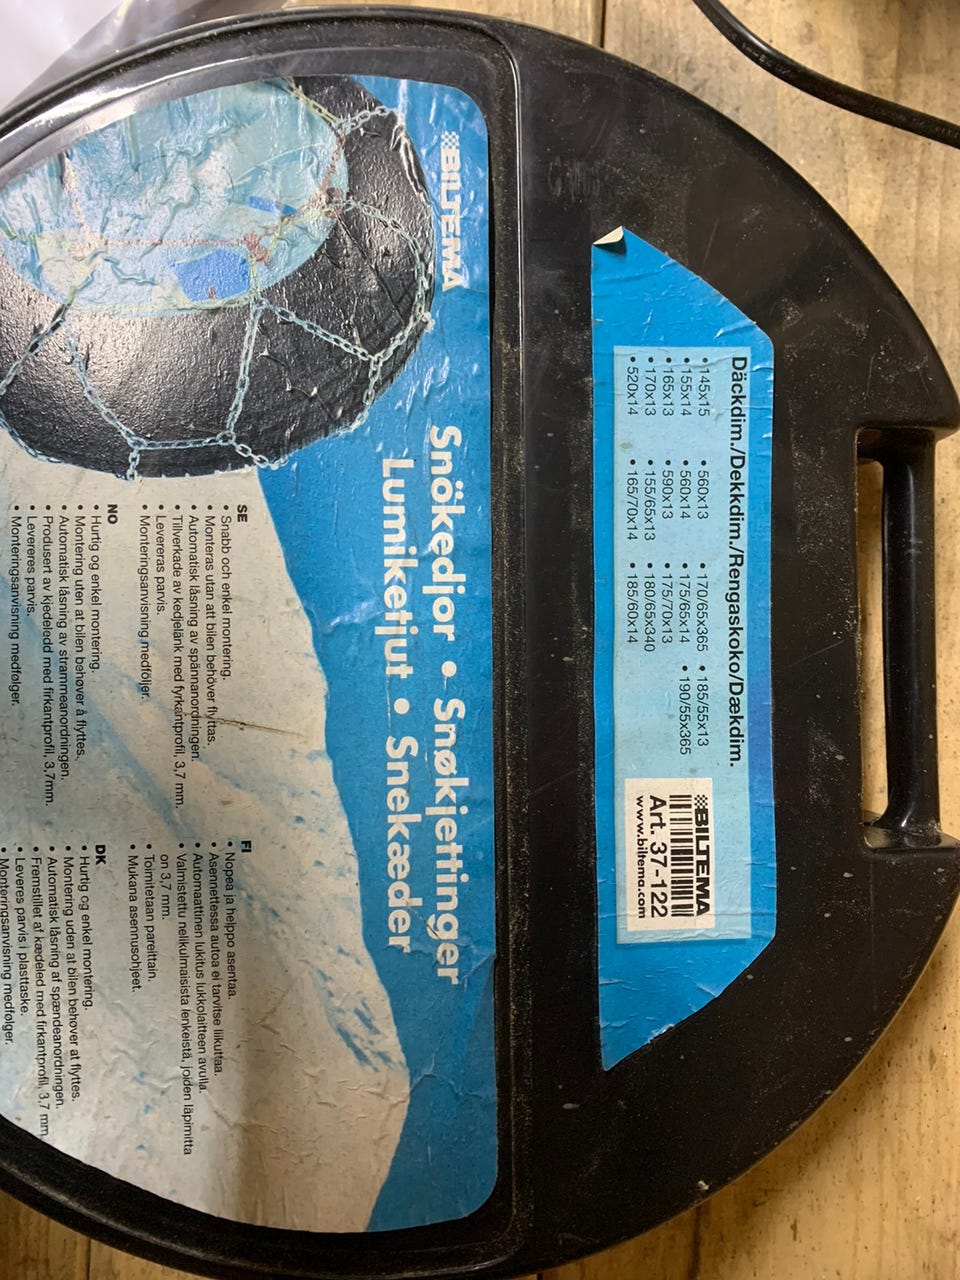 BILTEMA
Snökedjor • Snøkjettinger
Lumiketjut • Snekæder
SE
• Snabb och enkel montering.
• Monteras utan att bilen behöver flyttas.
• Automatisk låsning av spännanordningen.
• Tillverkade av kedjelänk med fyrkantprofil, 3,7 mm.
• Levereras parvis.
• Monteringsanvisning medföljer.
NO
• Hurtig og enkel montering.
• Montering uten at bilen behøver å flyttes.
• Automatisk låsning av strammeanordningen.
• Produsert av kjedeledd med firkantprofil, 3,7mm.
• Levereres parvis.
• Monteringsanvisning medfølger.
FI
• Nopea ja helppo asentaa.
• Asennettessa autoa ei tarvitse liikuttaa.
• Automaattinen lukitus lukkolaitteen avulla.
• Valmistettu nelikulmaisista lenkeistä, joiden läpimitta
on 3,7 mm.
• Toimitetaan pareittain.
• Mukana asennusohjeet.
DK
• Hurtig og enkel montering.
• Montering uden at bilen behøver at flyttes.
• Automatisk låsning af spændeanordningen.
• Fremstillet af kædeled med firkantprofil, 3,7 mm.
• Leveres parvis i plasttaske.
• Monteringsanvisning medfølger.
Däckdim./Dekkdim./Rengaskoko/Dækdim.
• 145x15 • 560x13 • 170/65x365 • 185/55x13
• 155x14 • 560x14 • 175/65x14 • 190/55x365
• 165x13 • 590x13 • 175/70x13
• 170x13 • 155/65x13 • 180/65x340
• 520x14 • 165/70x14 • 185/60x14
BILTEMA
Art. 37-122
www.biltema.com